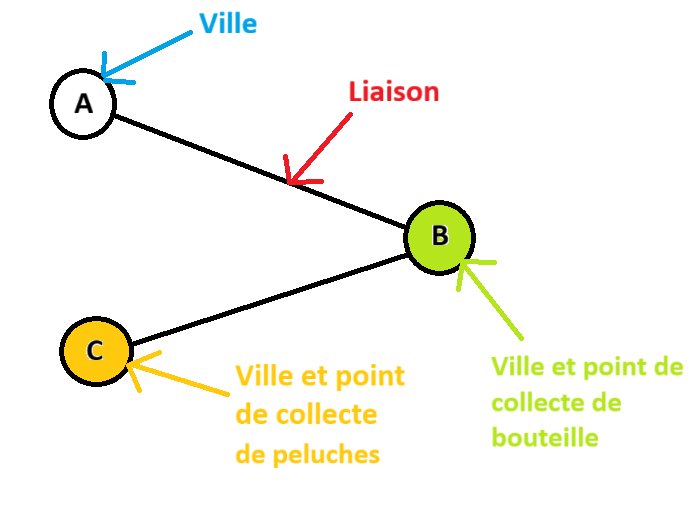 Ville
A
Liaison
B
C
Ville et point
de collecte
de peluches
Ville et point de
collecte de
bouteille